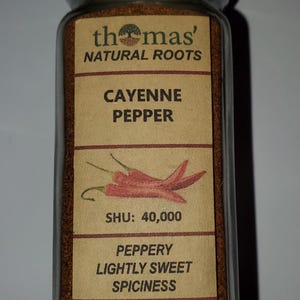 thomas'
NATURAL ROOTS
CAYENNE
PEPPER
SHU: 40,000
PEPPERY
LIGHTLY SWEET
SPICINESS